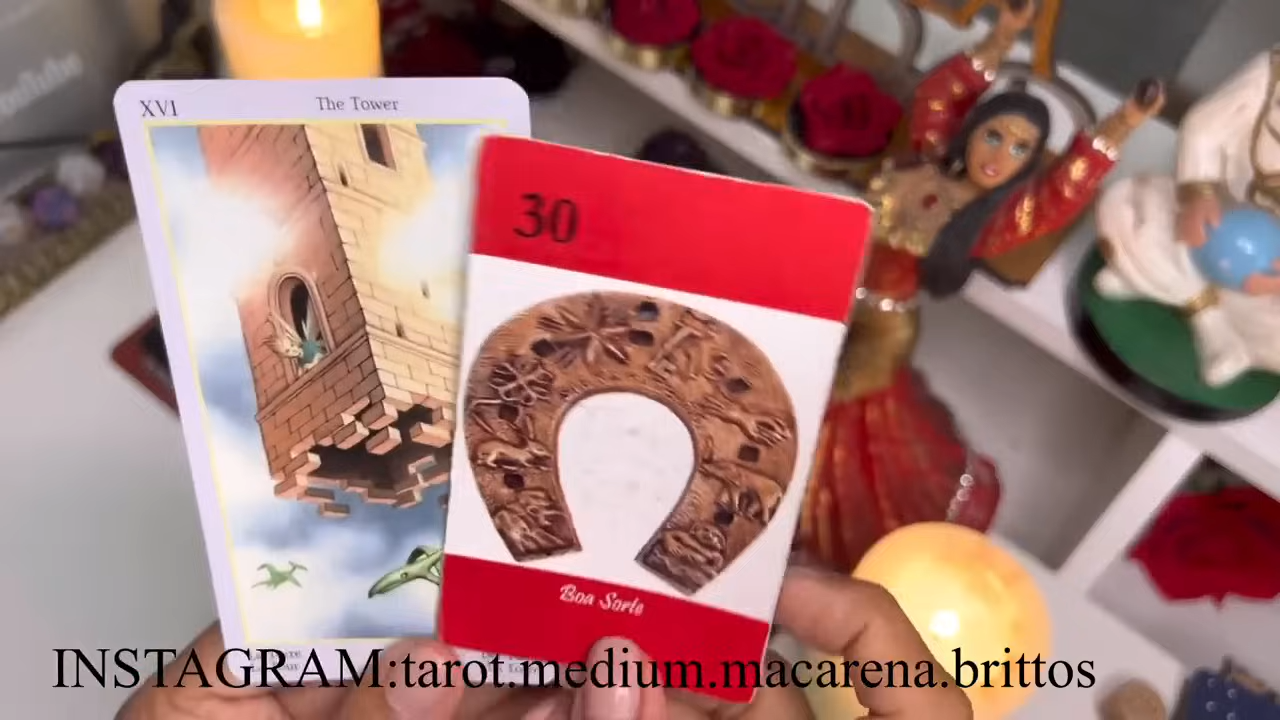 XVI
The Tower
30
Boa Sorte
INSTAGRAM:tarot.medium.macarena.brittos